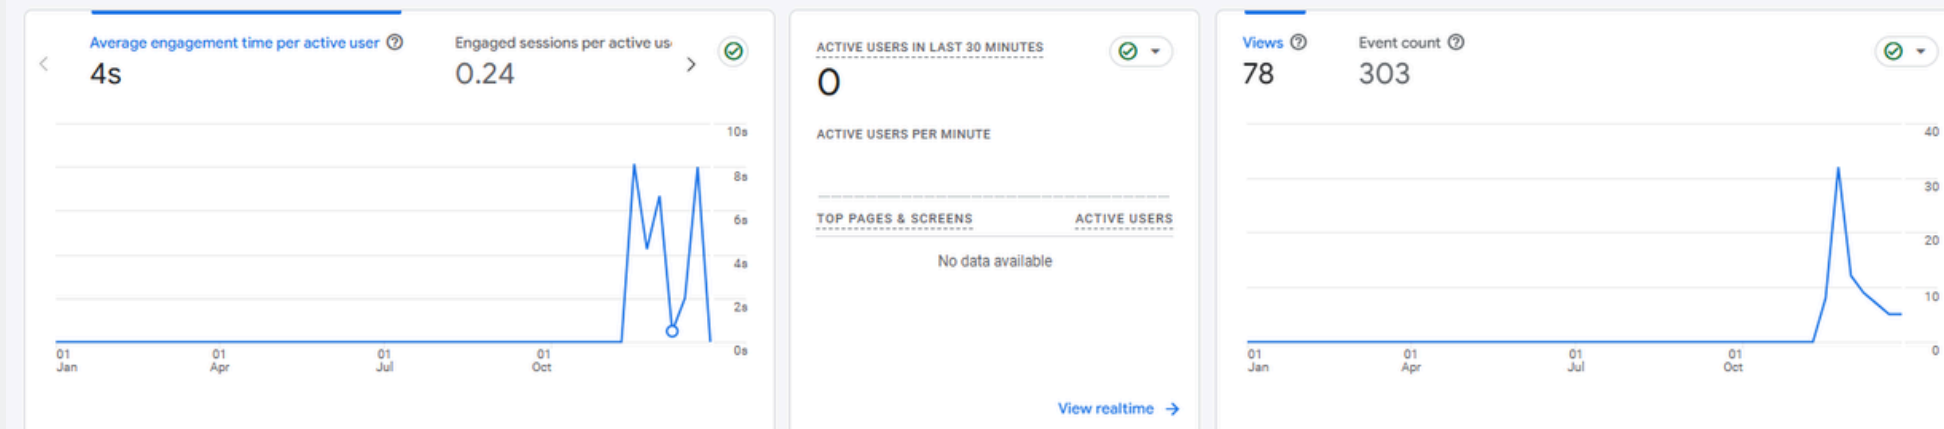 Average engagement time per active user
4s
Engaged sessions per active us
0.24
10s
8s
6s
4s
2s
0s
01 Jan
01 Apr
01 Jul
01 Oct
ACTIVE USERS IN LAST 30 MINUTES
0
ACTIVE USERS PER MINUTE
TOP PAGES & SCREENS
ACTIVE USERS
No data available
View realtime
Views
78
Event count
303
40
30
20
10
0
01 Jan
01 Apr
01 Jul
01 Oct